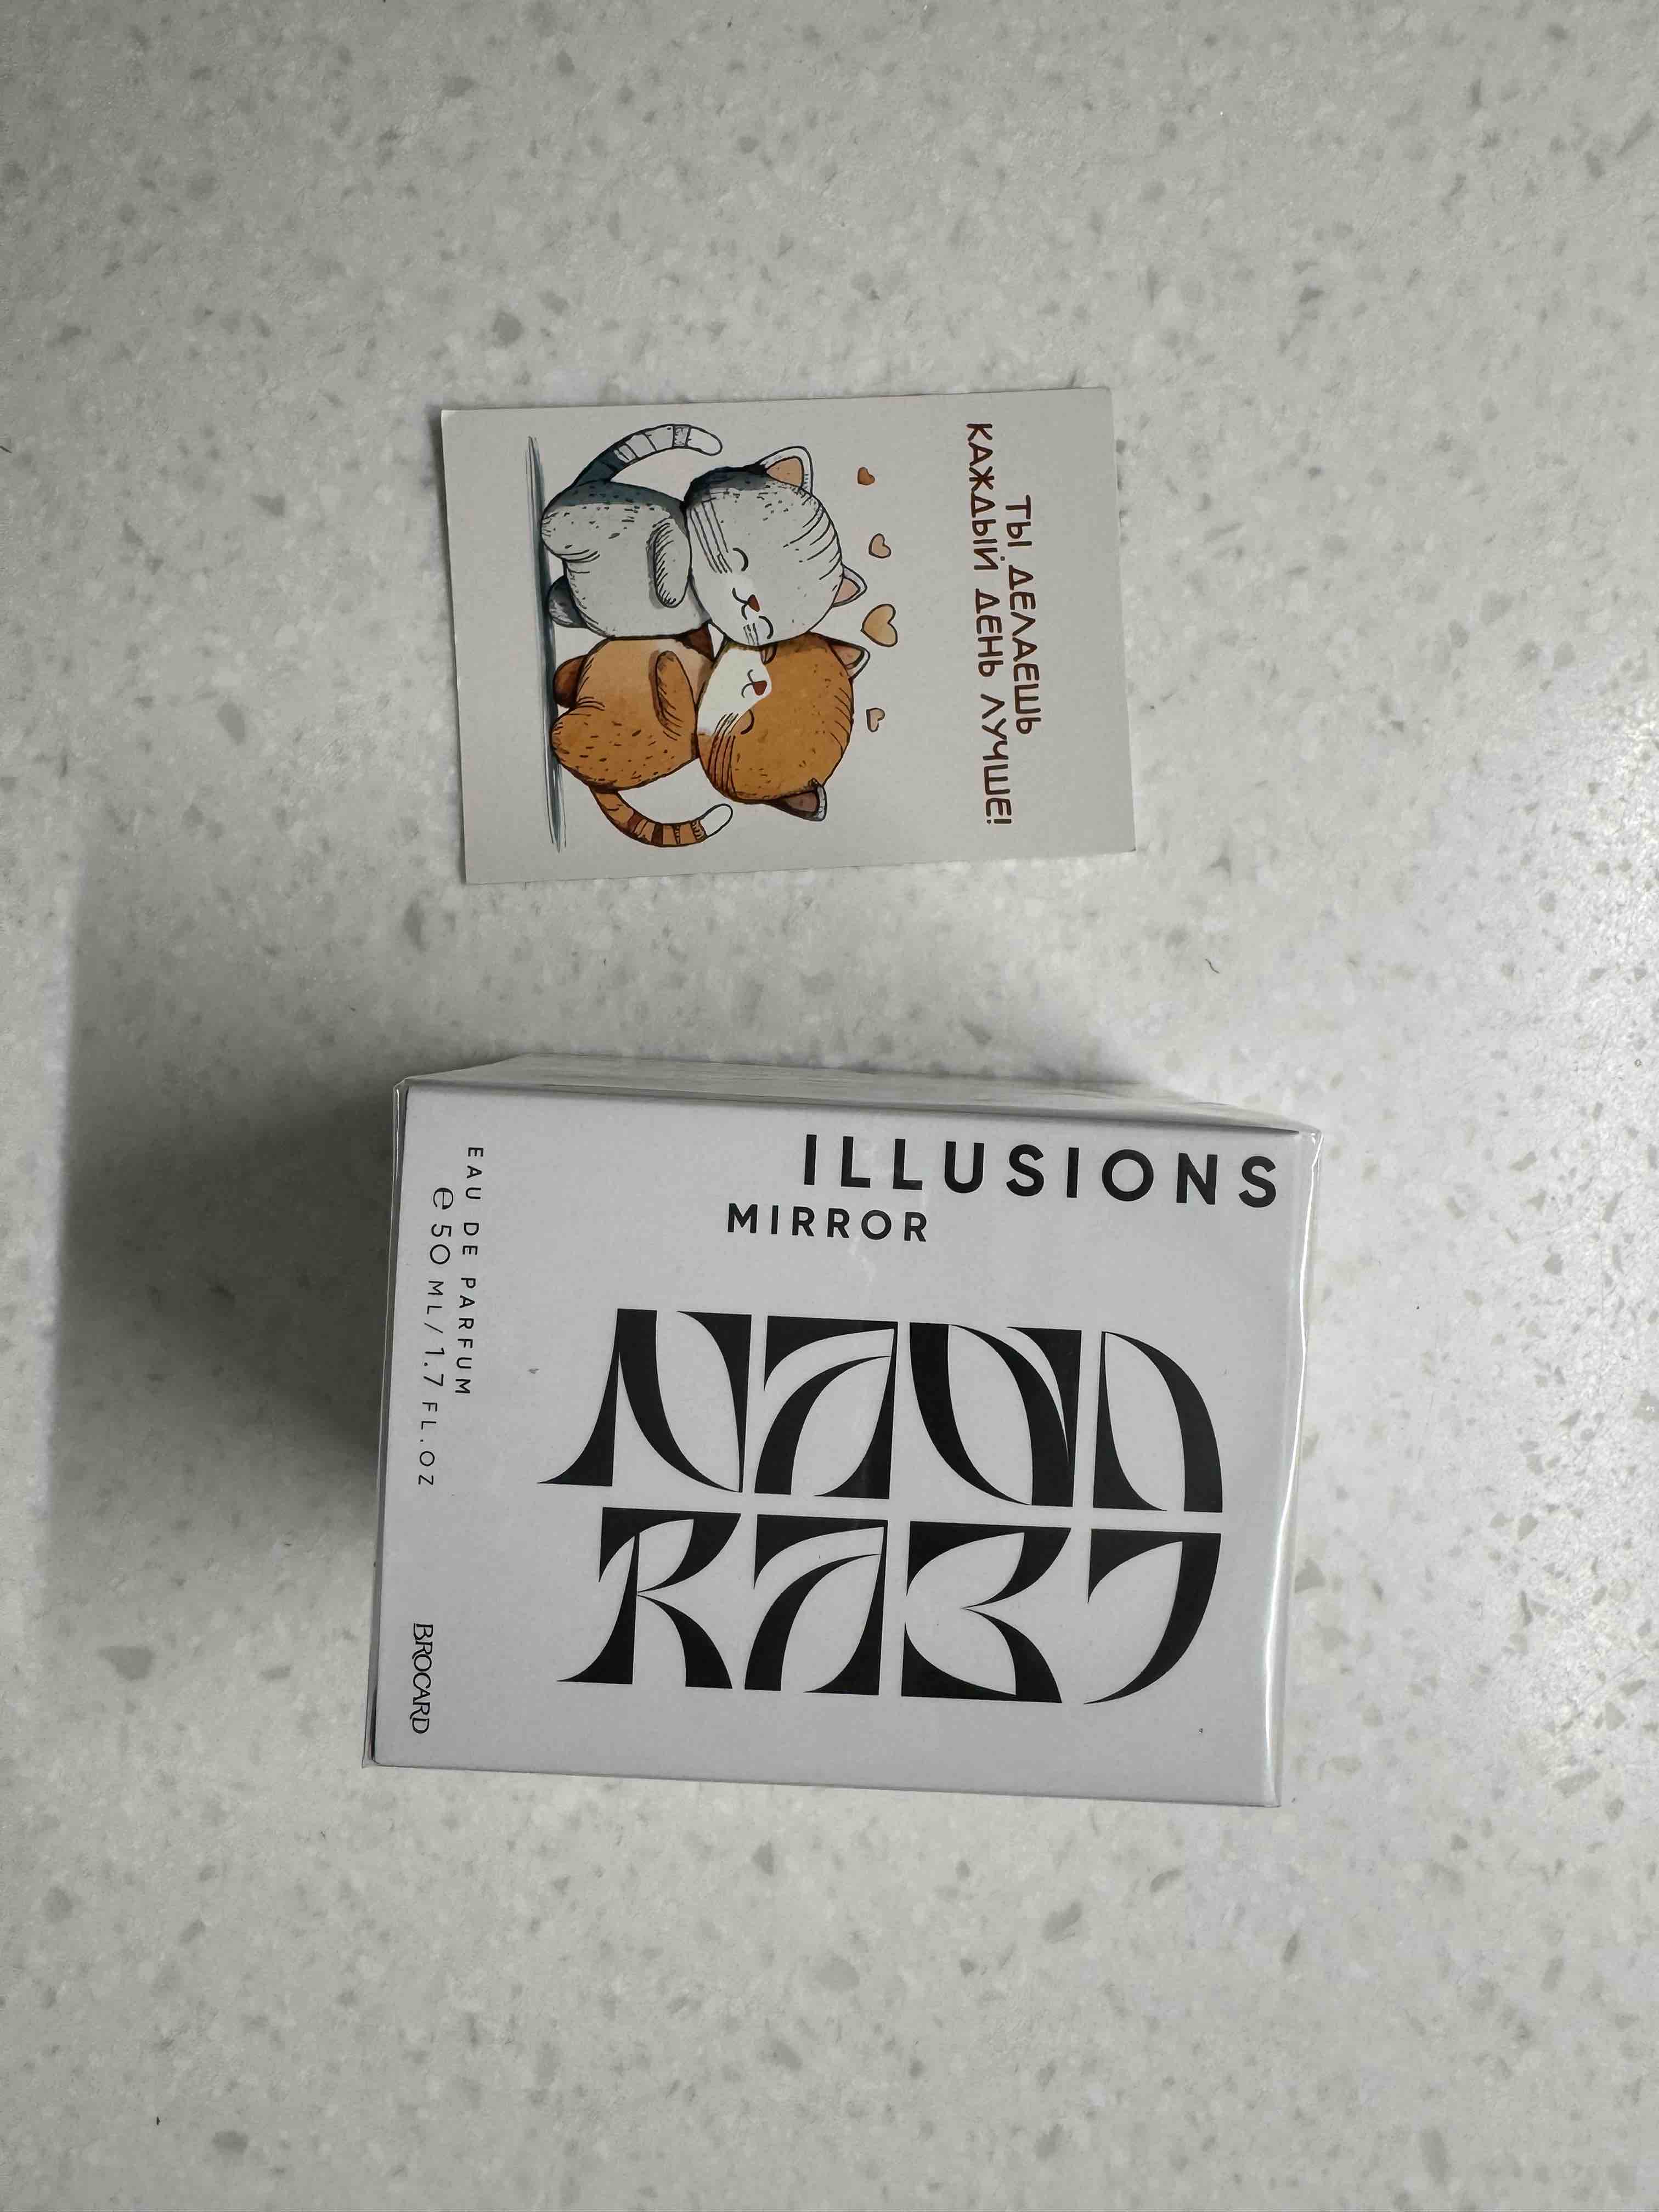 ТЫ ДЕЛАЕШЬ
КАЖДЫЙ ДЕНЬ ЛУЧШЕ!
ILLUSIONS
MIRROR
EAU DE PARFUM
℮ 50 ML/1.7 FL.OZ
BROCARD